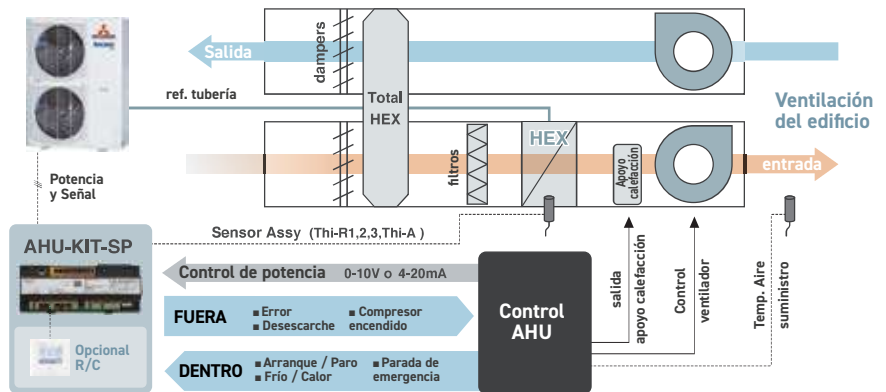 Salida
dampers
ref. tubería
Total
HEX
Ventilación
del edificio
HEX
filtros
Apoyo
calefacción
entrada
Potencia
y Señal
Sensor Assy (Thi-R1,2,3,Thi-A )
AHU-KIT-SP
Control de potencia 0-10V o 4-20mA
FUERA
■ Error
■ Desescarche
■ Compresor
encendido
DENTRO
■ Arranque / Paro
■ Frío / Calor
■ Parada de
emergencia
Control
AHU
salida
apoyo calefacción
Control
ventilador
Temp. Aire
suministro
Opcional
R/C